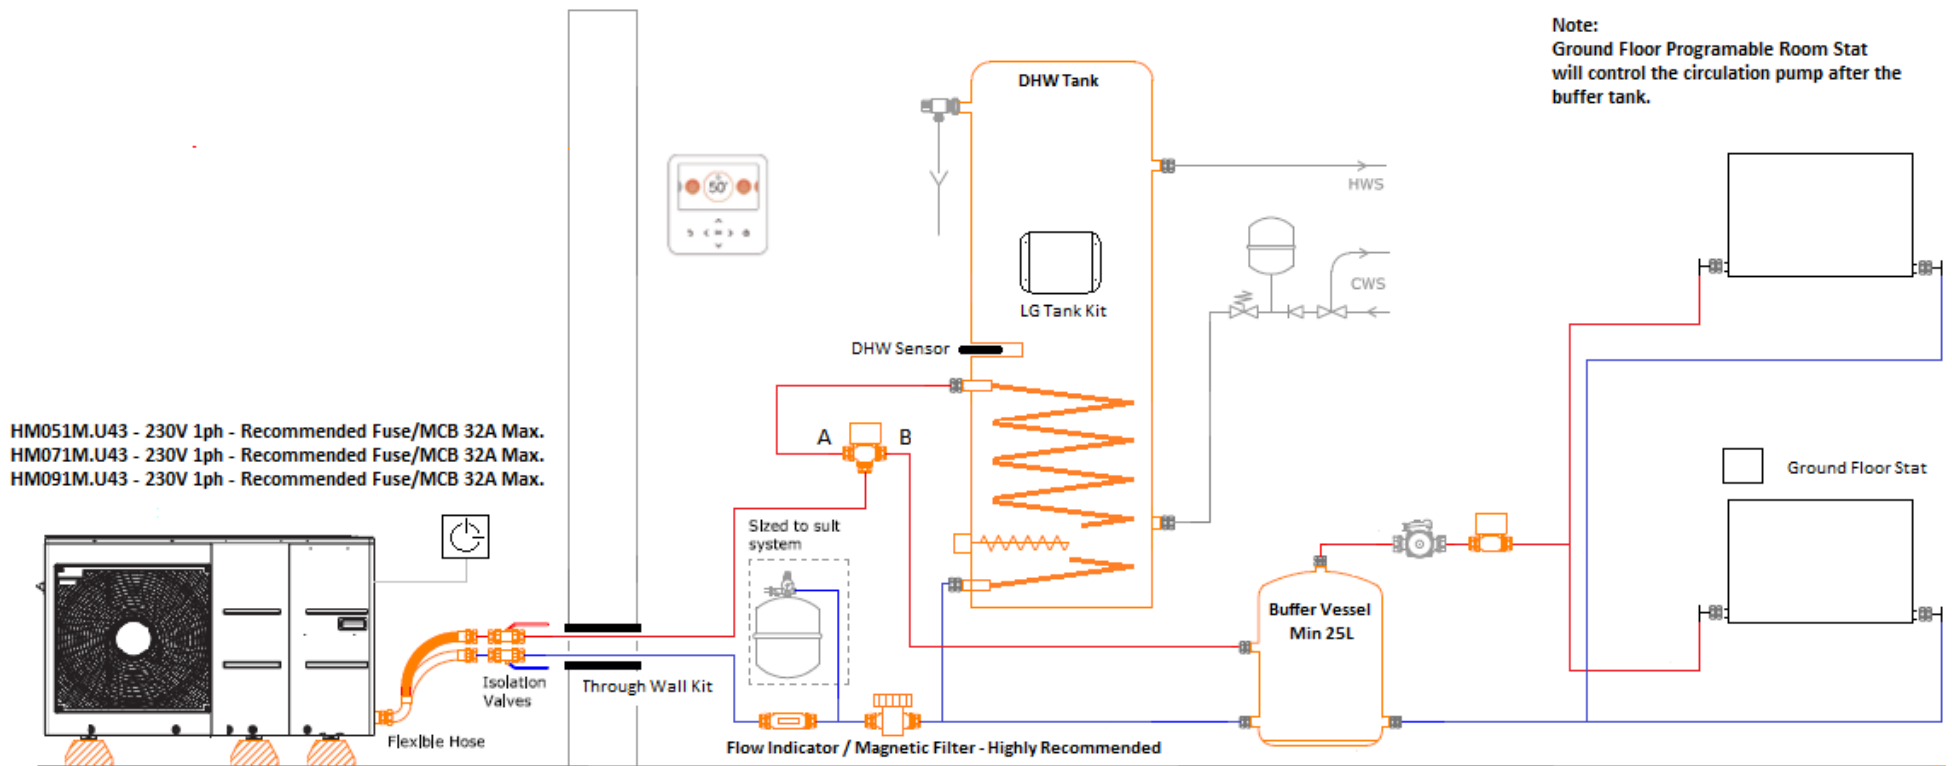 Note:
Ground Floor Programable Room Stat
will control the circulation pump after the
buffer tank.
DHW Tank
50°
HWS
CWS
LG Tank Kit
DHW Sensor
HM051M.U43 - 230V 1ph - Recommended Fuse/MCB 32A Max.
HM071M.U43 - 230V 1ph - Recommended Fuse/MCB 32A Max.
HM091M.U43 - 230V 1ph - Recommended Fuse/MCB 32A Max.
A
B
Ground Floor Stat
Sized to suit
system
Buffer Vessel
Min 25L
Isolation
Valves
Through Wall Kit
Flexible Hose
Flow Indicator / Magnetic Filter - Highly Recommended